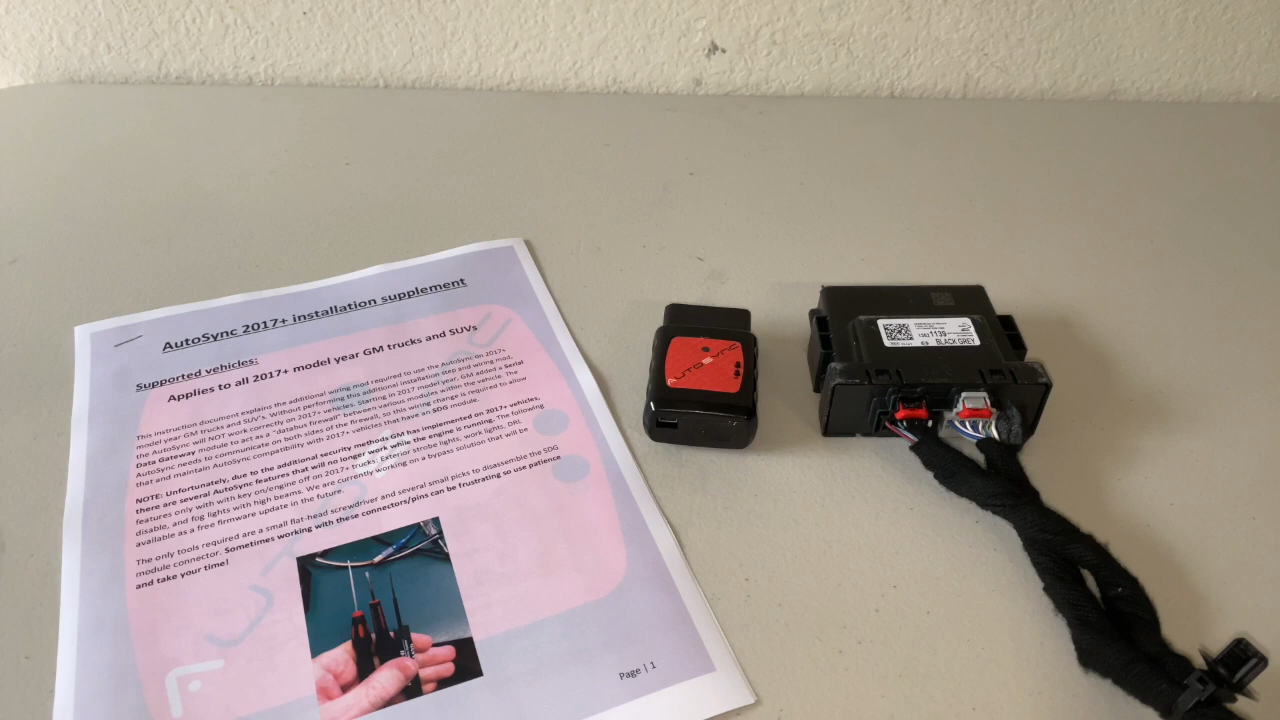 AutoSync 2017+ installation supplement
Supported vehicles:
Applies to all 2017+ model year GM trucks and SUVs
This instruction document explains the additional wiring mod required to use the AutoSync on 2017+
model year GM trucks and SUV's. Without performing this additional installation step and wiring mod,
the AutoSync will NOT work correctly on 2017+ vehicles. Starting in 2017 model year, GM added a Serial
Data Gateway module to act as a "databus firewall" between various modules within the vehicle. The
AutoSync needs to communicate on both sides of the firewall, so this wiring change is required to allow
that and maintain AutoSync compatibility with 2017+ vehicles that have an SDG module.
NOTE: Unfortunately, due to the additional security methods GM has implemented on 2017+ vehicles,
there are several AutoSync features that will no longer work while the engine is running. The following
features only with with key on/engine off on 2017+ trucks: Exterior strobe lights, work lights, DRL
disable, and fog lights with high beams. We are currently working on a bypass solution that will be
available as a free firmware update in the future.
The only tools required are a small flat-head screwdriver and several small picks to disassemble the SDG
module connector. Sometimes working with these connectors/pins can be frustrating so use patience
and take your time!
Page | 1
AUTOSYNC
1139
BLACK GREY